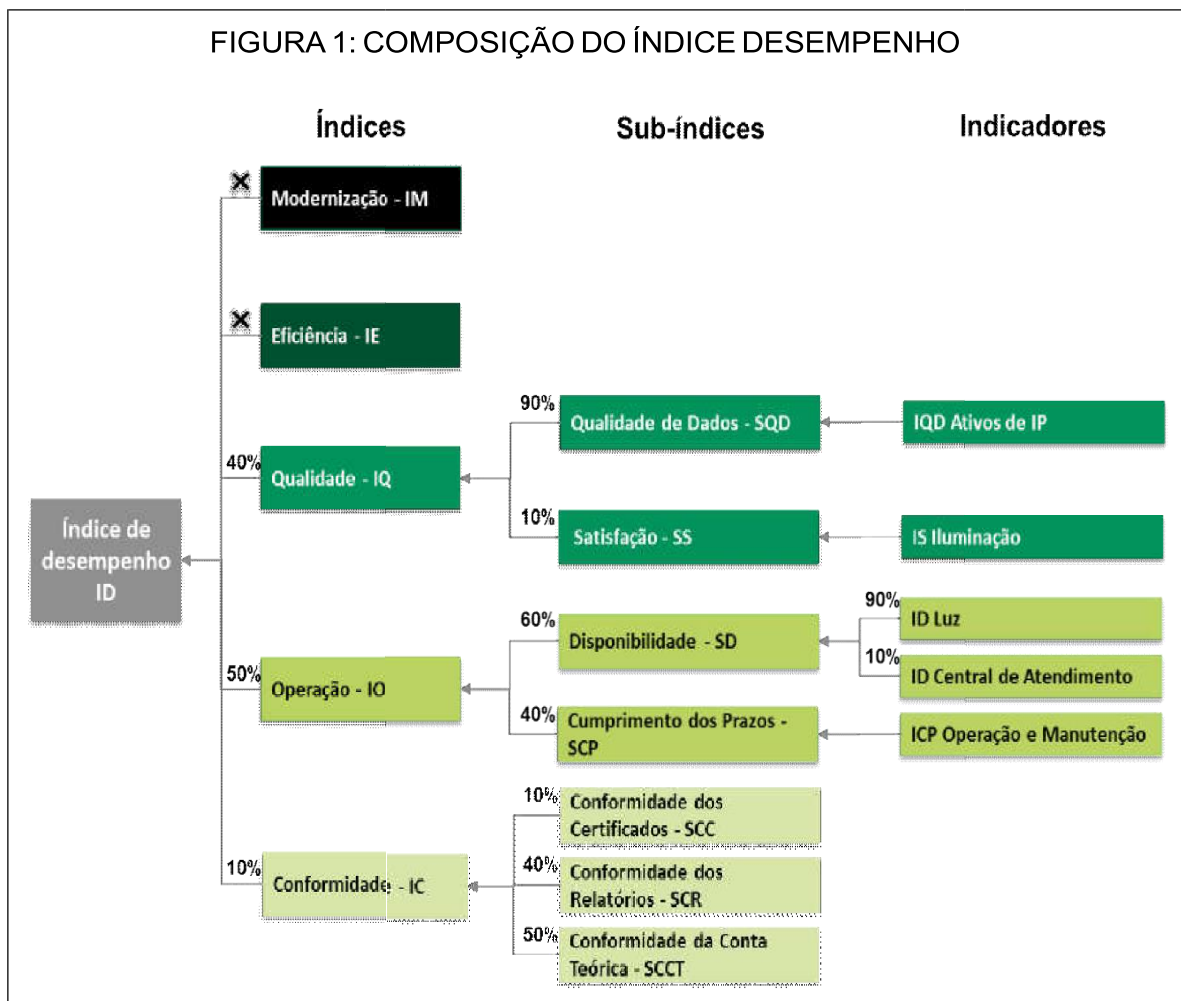 FIGURA 1: COMPOSIÇÃO DO ÍNDICE DESEMPENHO
Índices
Sub-índices
Indicadores
X
Modernização - IM
X
Eficiência - IE
90%
Qualidade de Dados - SQD
IQD Ativos de IP
40%
Qualidade - IQ
10%
Satisfação - SS
IS Iluminação
Índice de
desempenho
ID
60%
Disponibilidade - SD
90%
ID Luz
10%
ID Central de Atendimento
50%
Operação - IO
40%
Cumprimento dos Prazos -
SCP
ICP Operação e Manutenção
10%
Conformidade dos
Certificados - SCC
10%
Conformidade - IC
40%
Conformidade dos
Relatórios - SCR
50%
Conformidade da Conta
Teórica - SCCT